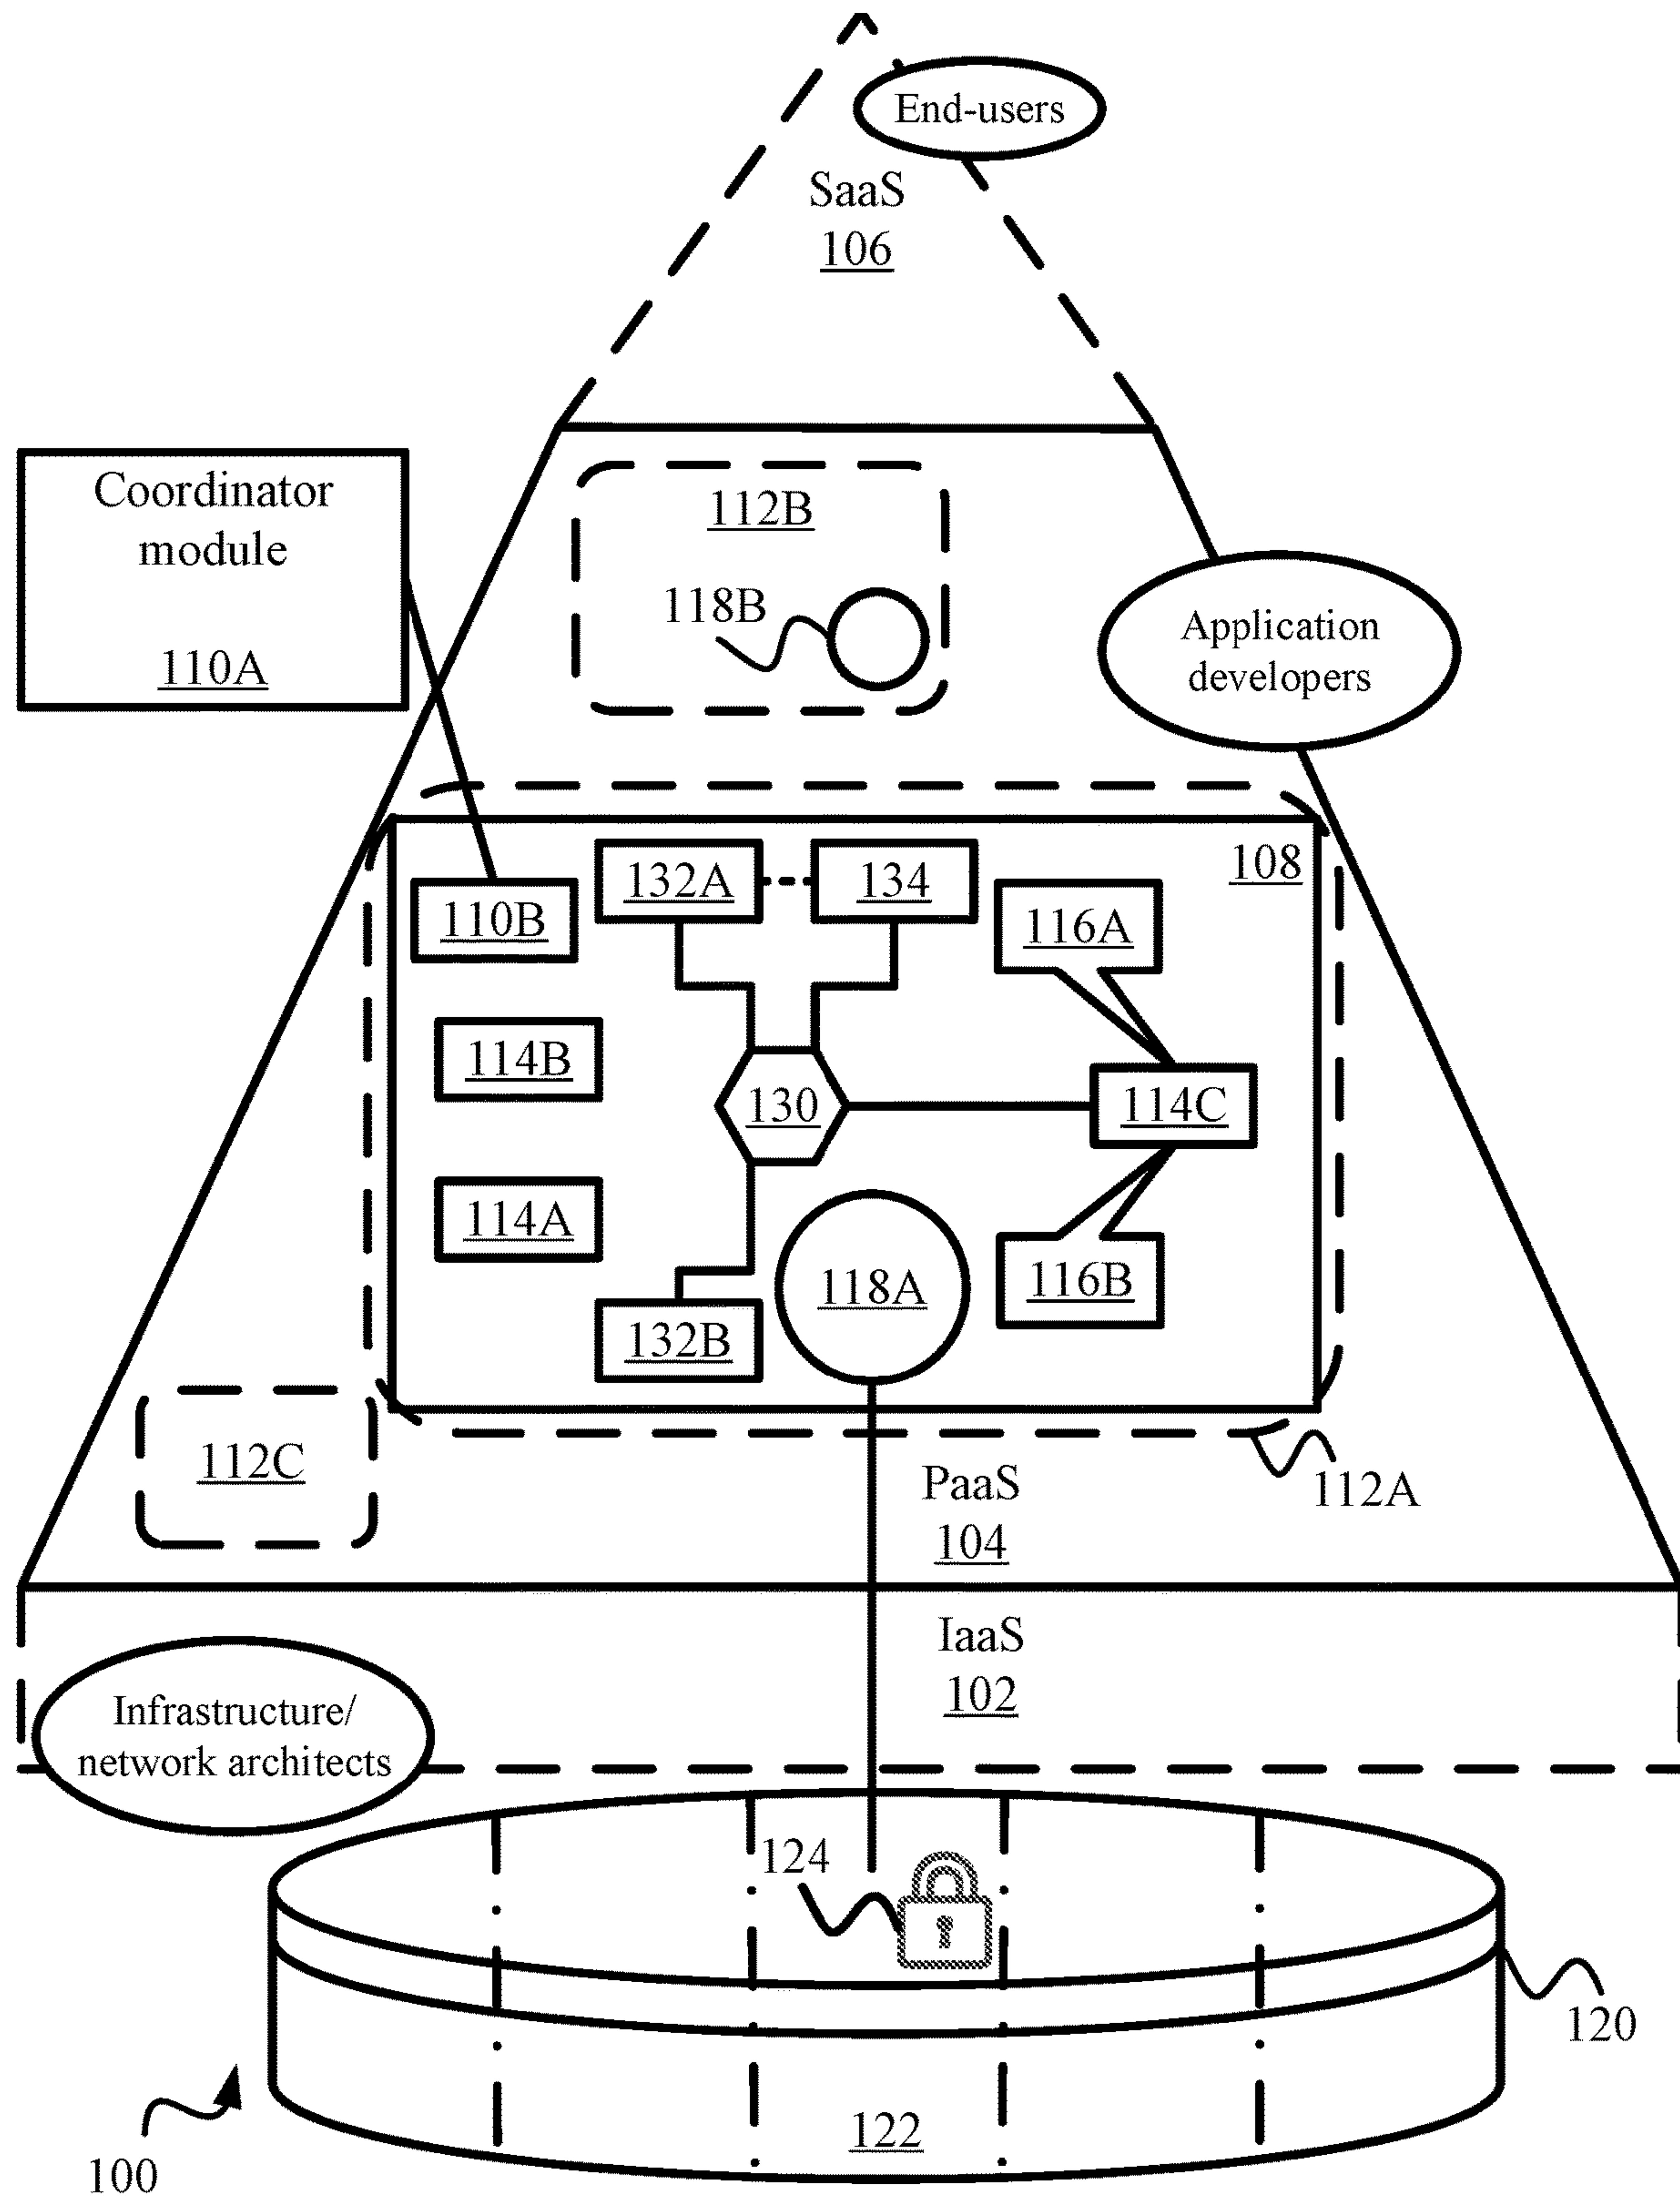 End-users
SaaS
106
Coordinator
module
110A
112B
118B
Application
developers
108
132A
134
110B
116A
114B
130
114C
114A
118A
116B
132B
112C
PaaS
104
112A
IaaS
102
Infrastructure/
network architects
124
120
122
100